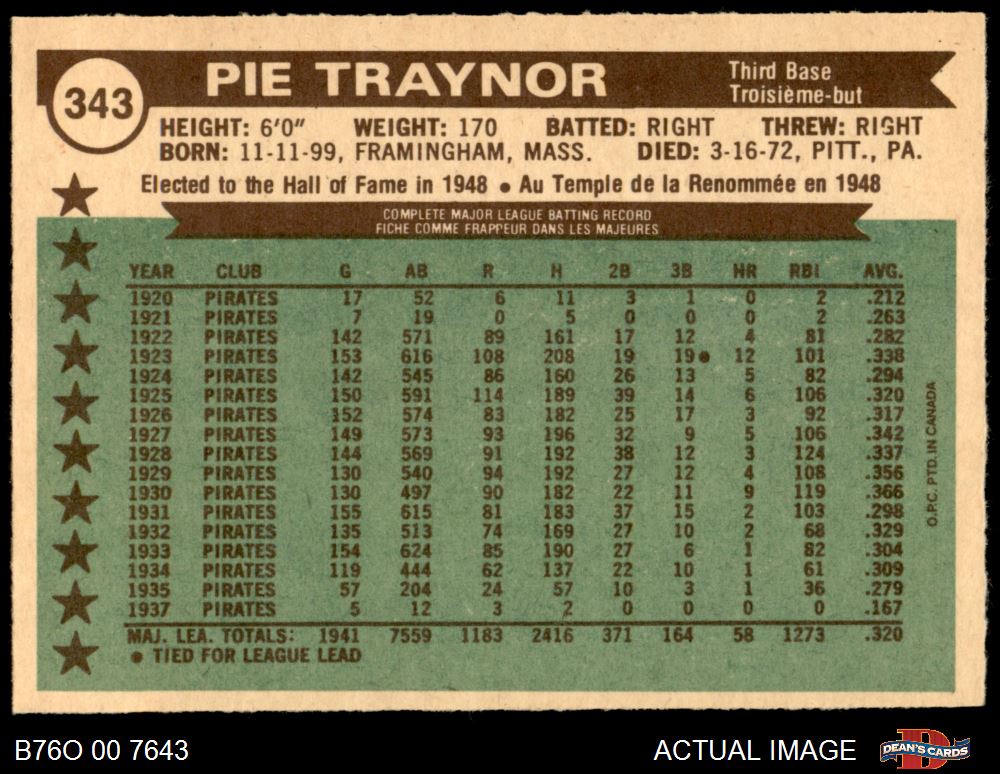 343
PIE TRAYNOR
Third Base
Troisième-but
HEIGHT: 6'0" WEIGHT: 170 BATTED: RIGHT THREW: RIGHT
BORN: 11-11-99, FRAMINGHAM, MASS. DIED: 3-16-72, PITT., PA.
Elected to the Hall of Fame in 1948 • Au Temple de la Renommée en 1948
COMPLETE MAJOR LEAGUE BATTING RECORD
FICHE COMME FRAPPEUR DANS LES MAJEURES
YEAR CLUB G AB R H 2B 3B HR RBI AVG.
1920 PIRATES 17 52 6 11 3 1 0 2 .212
1921 PIRATES 7 19 0 5 0 0 0 2 .263
1922 PIRATES 142 571 89 161 17 12 4 81 .282
1923 PIRATES 153 616 108 208 19 19• 12 101 .338
1924 PIRATES 142 545 86 160 26 13 5 82 .294
1925 PIRATES 150 591 114 189 39 14 6 106 .320
1926 PIRATES 152 574 83 182 25 17 3 92 .317
1927 PIRATES 149 573 93 196 32 9 5 106 .342
1928 PIRATES 144 569 91 192 38 12 3 124 .337
1929 PIRATES 130 540 94 192 27 12 4 108 .356
1930 PIRATES 130 497 90 182 22 11 9 119 .366
1931 PIRATES 155 615 81 183 37 15 2 103 .298
1932 PIRATES 135 513 74 169 27 10 2 68 .329
1933 PIRATES 154 624 85 190 27 6 1 82 .304
1934 PIRATES 119 444 62 137 22 10 1 61 .309
1935 PIRATES 57 204 24 57 10 3 1 36 .279
1937 PIRATES 5 12 3 2 0 0 0 0 .167
MAJ. LEA. TOTALS: 1941 7559 1183 2416 371 164 58 1273 .320
• TIED FOR LEAGUE LEAD
O.P.C. PTD. IN CANADA
B76O 00 7643
ACTUAL IMAGE
DEAN'S CARDS